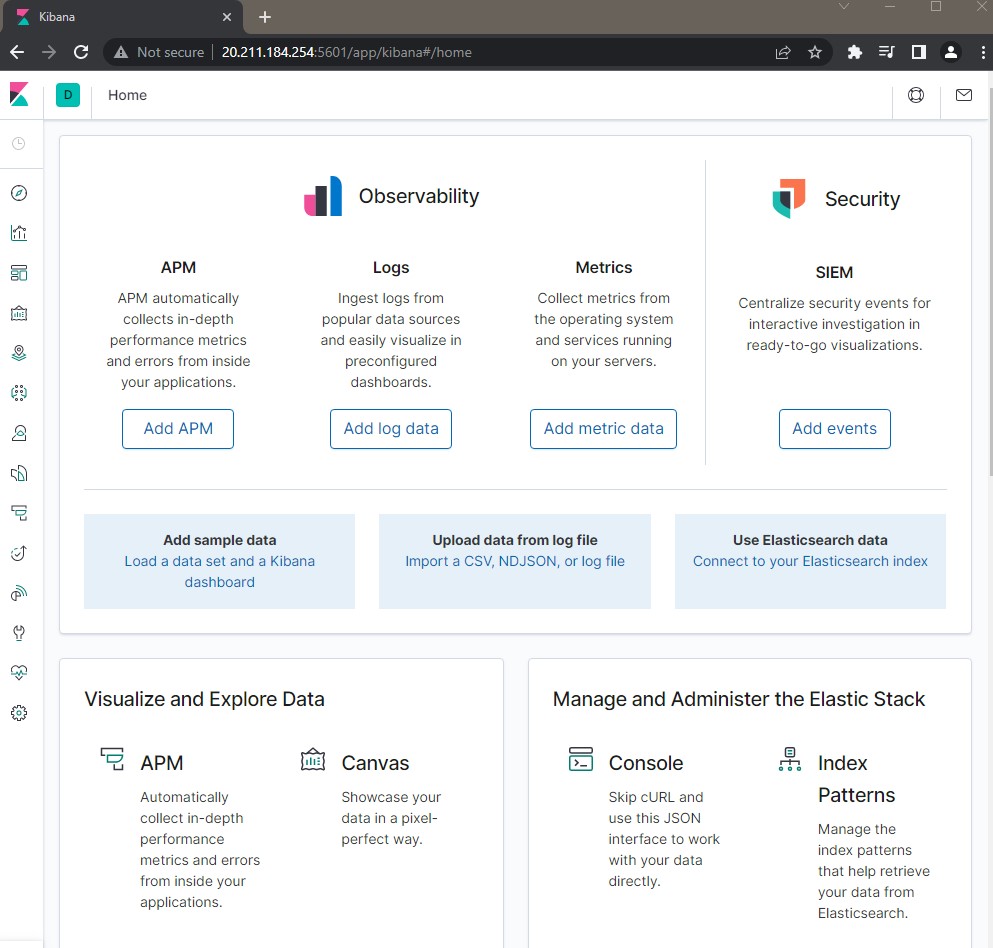 Kibana
Not secure
20.211.184.254:5601/app/kibana#/home
D
Home
Observability
Security
APM
APM automatically
collects in-depth
performance metrics
and errors from inside
your applications.
Add APM
Logs
Ingest logs from
popular data sources
and easily visualize in
preconfigured
dashboards.
Add log data
Metrics
Collect metrics from
the operating system
and services running
on your servers.
Add metric data
SIEM
Centralize security events for
interactive investigation in
ready-to-go visualizations.
Add events
Add sample data
Load a data set and a Kibana
dashboard
Upload data from log file
Import a CSV, NDJSON, or log file
Use Elasticsearch data
Connect to your Elasticsearch index
Visualize and Explore Data
APM
Automatically
collect in-depth
performance
metrics and errors
from inside your
applications.
Canvas
Showcase your
data in a pixel-
perfect way.
Manage and Administer the Elastic Stack
Console
Skip cURL and
use this JSON
interface to work
with your data
directly.
Index
Patterns
Manage the
index patterns
that help retrieve
your data from
Elasticsearch.